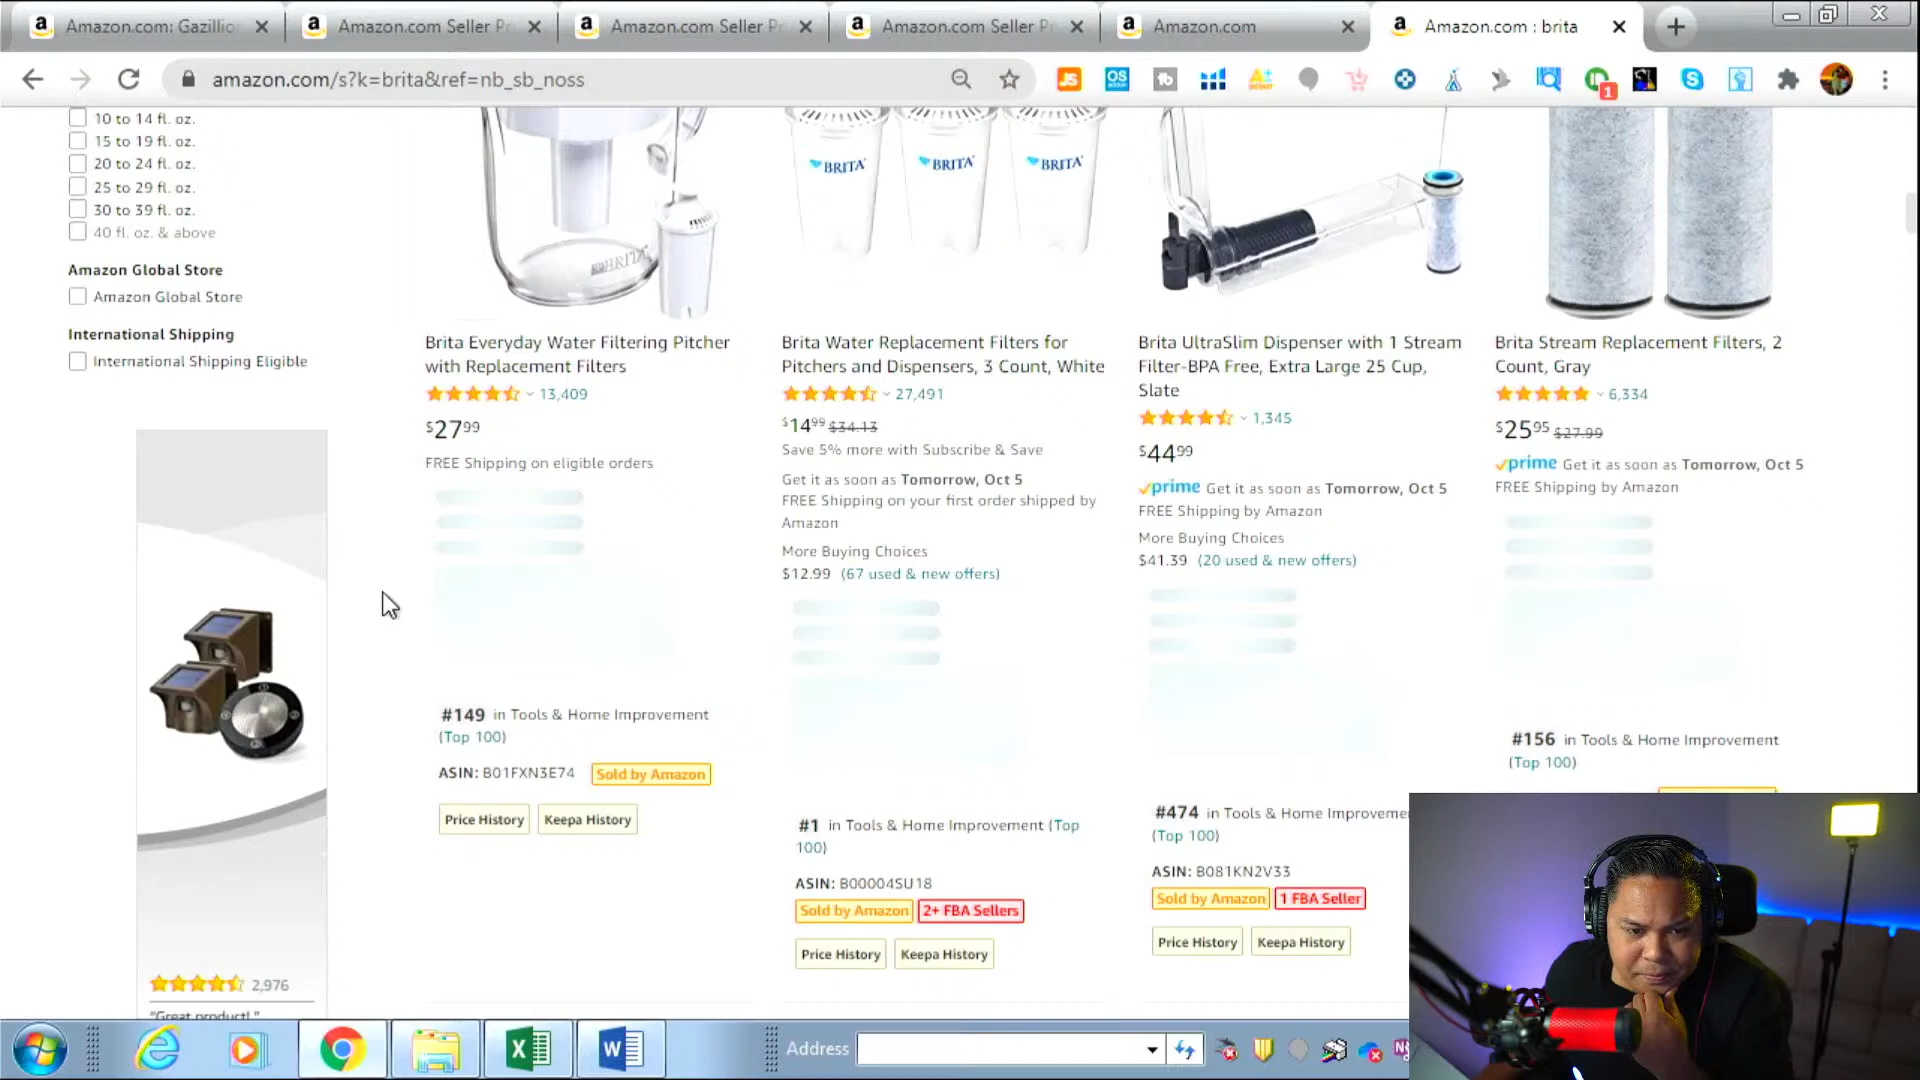 Amazon.com: Gazillion
Amazon.com Seller Pr
Amazon.com Seller Pr
Amazon.com Seller Pr
Amazon.com
Amazon.com : brita
amazon.com/s?k=brita&ref=nb_sb_noss
10 to 14 fl. oz.
15 to 19 fl. oz.
20 to 24 fl. oz.
25 to 29 fl. oz.
30 to 39 fl. oz.
40 fl. oz. & above
Amazon Global Store
Amazon Global Store
International Shipping
International Shipping Eligible
2,976
"Great product! "
BRITA
Brita Everyday Water Filtering Pitcher
with Replacement Filters
13,409
$27.99
FREE Shipping on eligible orders
#149 in Tools & Home Improvement
(Top 100)
ASIN: B01FXN3E74 Sold by Amazon
Price History Keepa History
BRITA BRITA BRITA
Brita Water Replacement Filters for
Pitchers and Dispensers, 3 Count, White
27,491
$14.99 $34.13
Save 5% more with Subscribe & Save
Get it as soon as Tomorrow, Oct 5
FREE Shipping on your first order shipped by
Amazon
More Buying Choices
$12.99 (67 used & new offers)
#1 in Tools & Home Improvement (Top
100)
ASIN: B00004SU18
Sold by Amazon 2+ FBA Sellers
Price History Keepa History
Brita UltraSlim Dispenser with 1 Stream
Filter-BPA Free, Extra Large 25 Cup,
Slate
1,345
$44.99
prime Get it as soon as Tomorrow, Oct 5
FREE Shipping by Amazon
More Buying Choices
$41.39 (20 used & new offers)
#474 in Tools & Home Improveme
(Top 100)
ASIN: B081KN2V33
Sold by Amazon 1 FBA Seller
Price History Keepa History
Brita Stream Replacement Filters, 2
Count, Gray
6,334
$25.95 $27.99
prime Get it as soon as Tomorrow, Oct 5
FREE Shipping by Amazon
#156 in Tools & Home Improvement
(Top 100)
Address